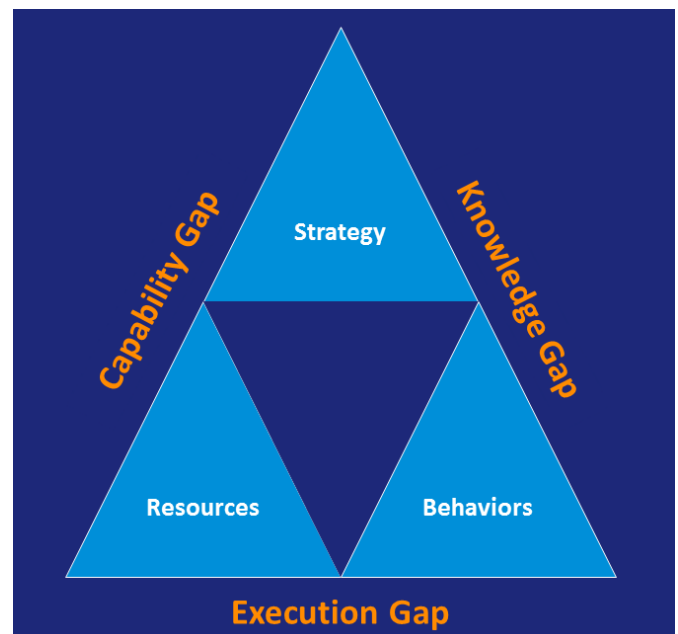 Strategy
Capability Gap
Knowledge Gap
Resources
Behaviors
Execution Gap